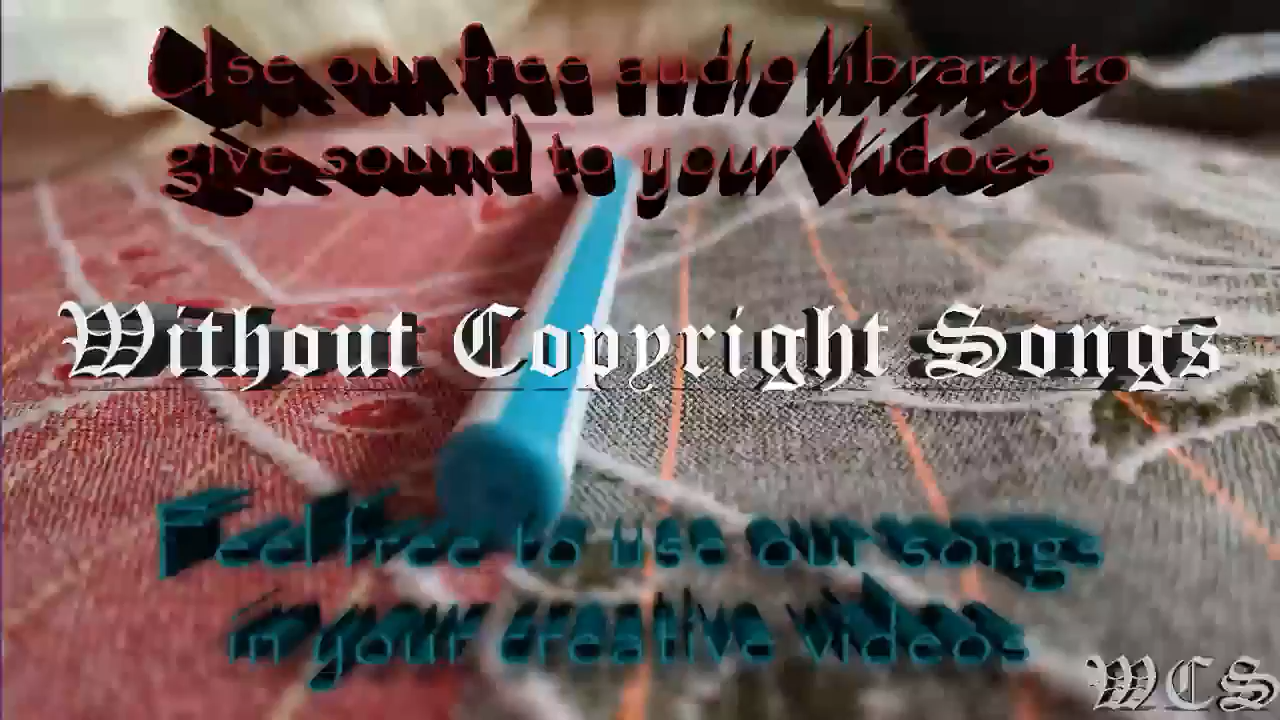 Use our free audio library to
give sound to your Vidoes
Without Copyright Songs
Feel free to use our songs
in your creative videos
WCS